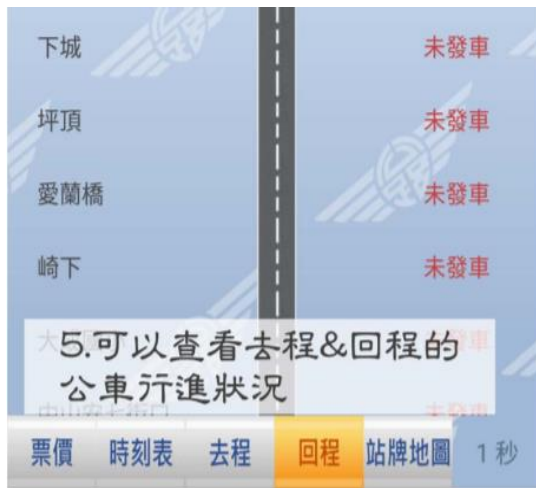 下城 未發車
坪頂 未發車
愛蘭橋 未發車
崎下 未發車
5.可以查看去程&回程的
公車行進狀況
票價 時刻表 去程 回程 站牌地圖 1 秒